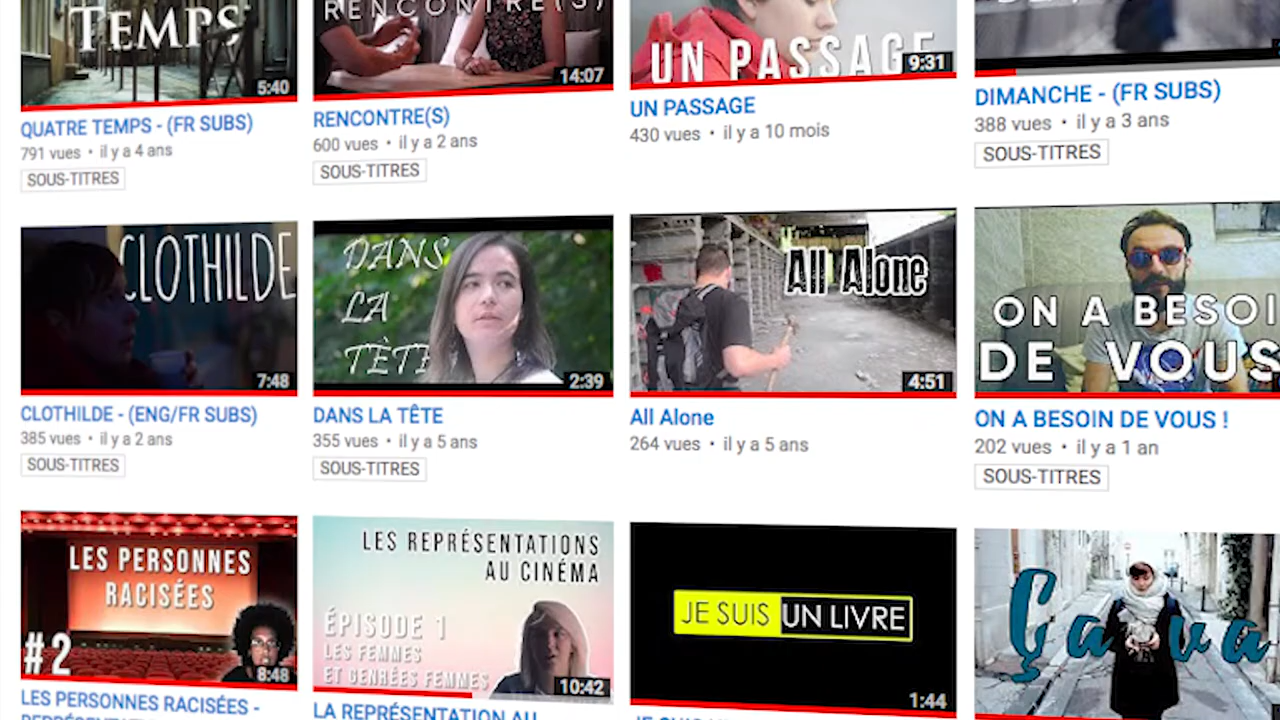 TEMPS
5:40
QUATRE TEMPS - (FR SUBS)
791 vues • il y a 4 ans
SOUS-TITRES
RENCONTRE(S)
14:07
RENCONTRE(S)
600 vues • il y a 2 ans
SOUS-TITRES
UN PASSAGE
9:31
UN PASSAGE
430 vues • il y a 10 mois
DIMANCHE - (FR SUBS)
388 vues • il y a 3 ans
SOUS-TITRES
CLOTHILDE
7:48
CLOTHILDE - (ENG/FR SUBS)
385 vues • il y a 2 ans
SOUS-TITRES
DANS
LA
TÊTE
2:39
DANS LA TÊTE
355 vues • il y a 5 ans
SOUS-TITRES
All Alone
4:51
All Alone
264 vues • il y a 5 ans
ON A BESOI
DE VOUS
ON A BESOIN DE VOUS !
202 vues • il y a 1 an
SOUS-TITRES
LES PERSONNES
RACISÉES
#2
8:48
LES PERSONNES RACISÉES -
LES REPRÉSENTATIONS
AU CINÉMA
ÉPISODE 1
LES FEMMES
ET GENRÉES FEMMES
10:42
LA REPRÉSENTATION AU
JE SUIS UN LIVRE
1:44
Ça va